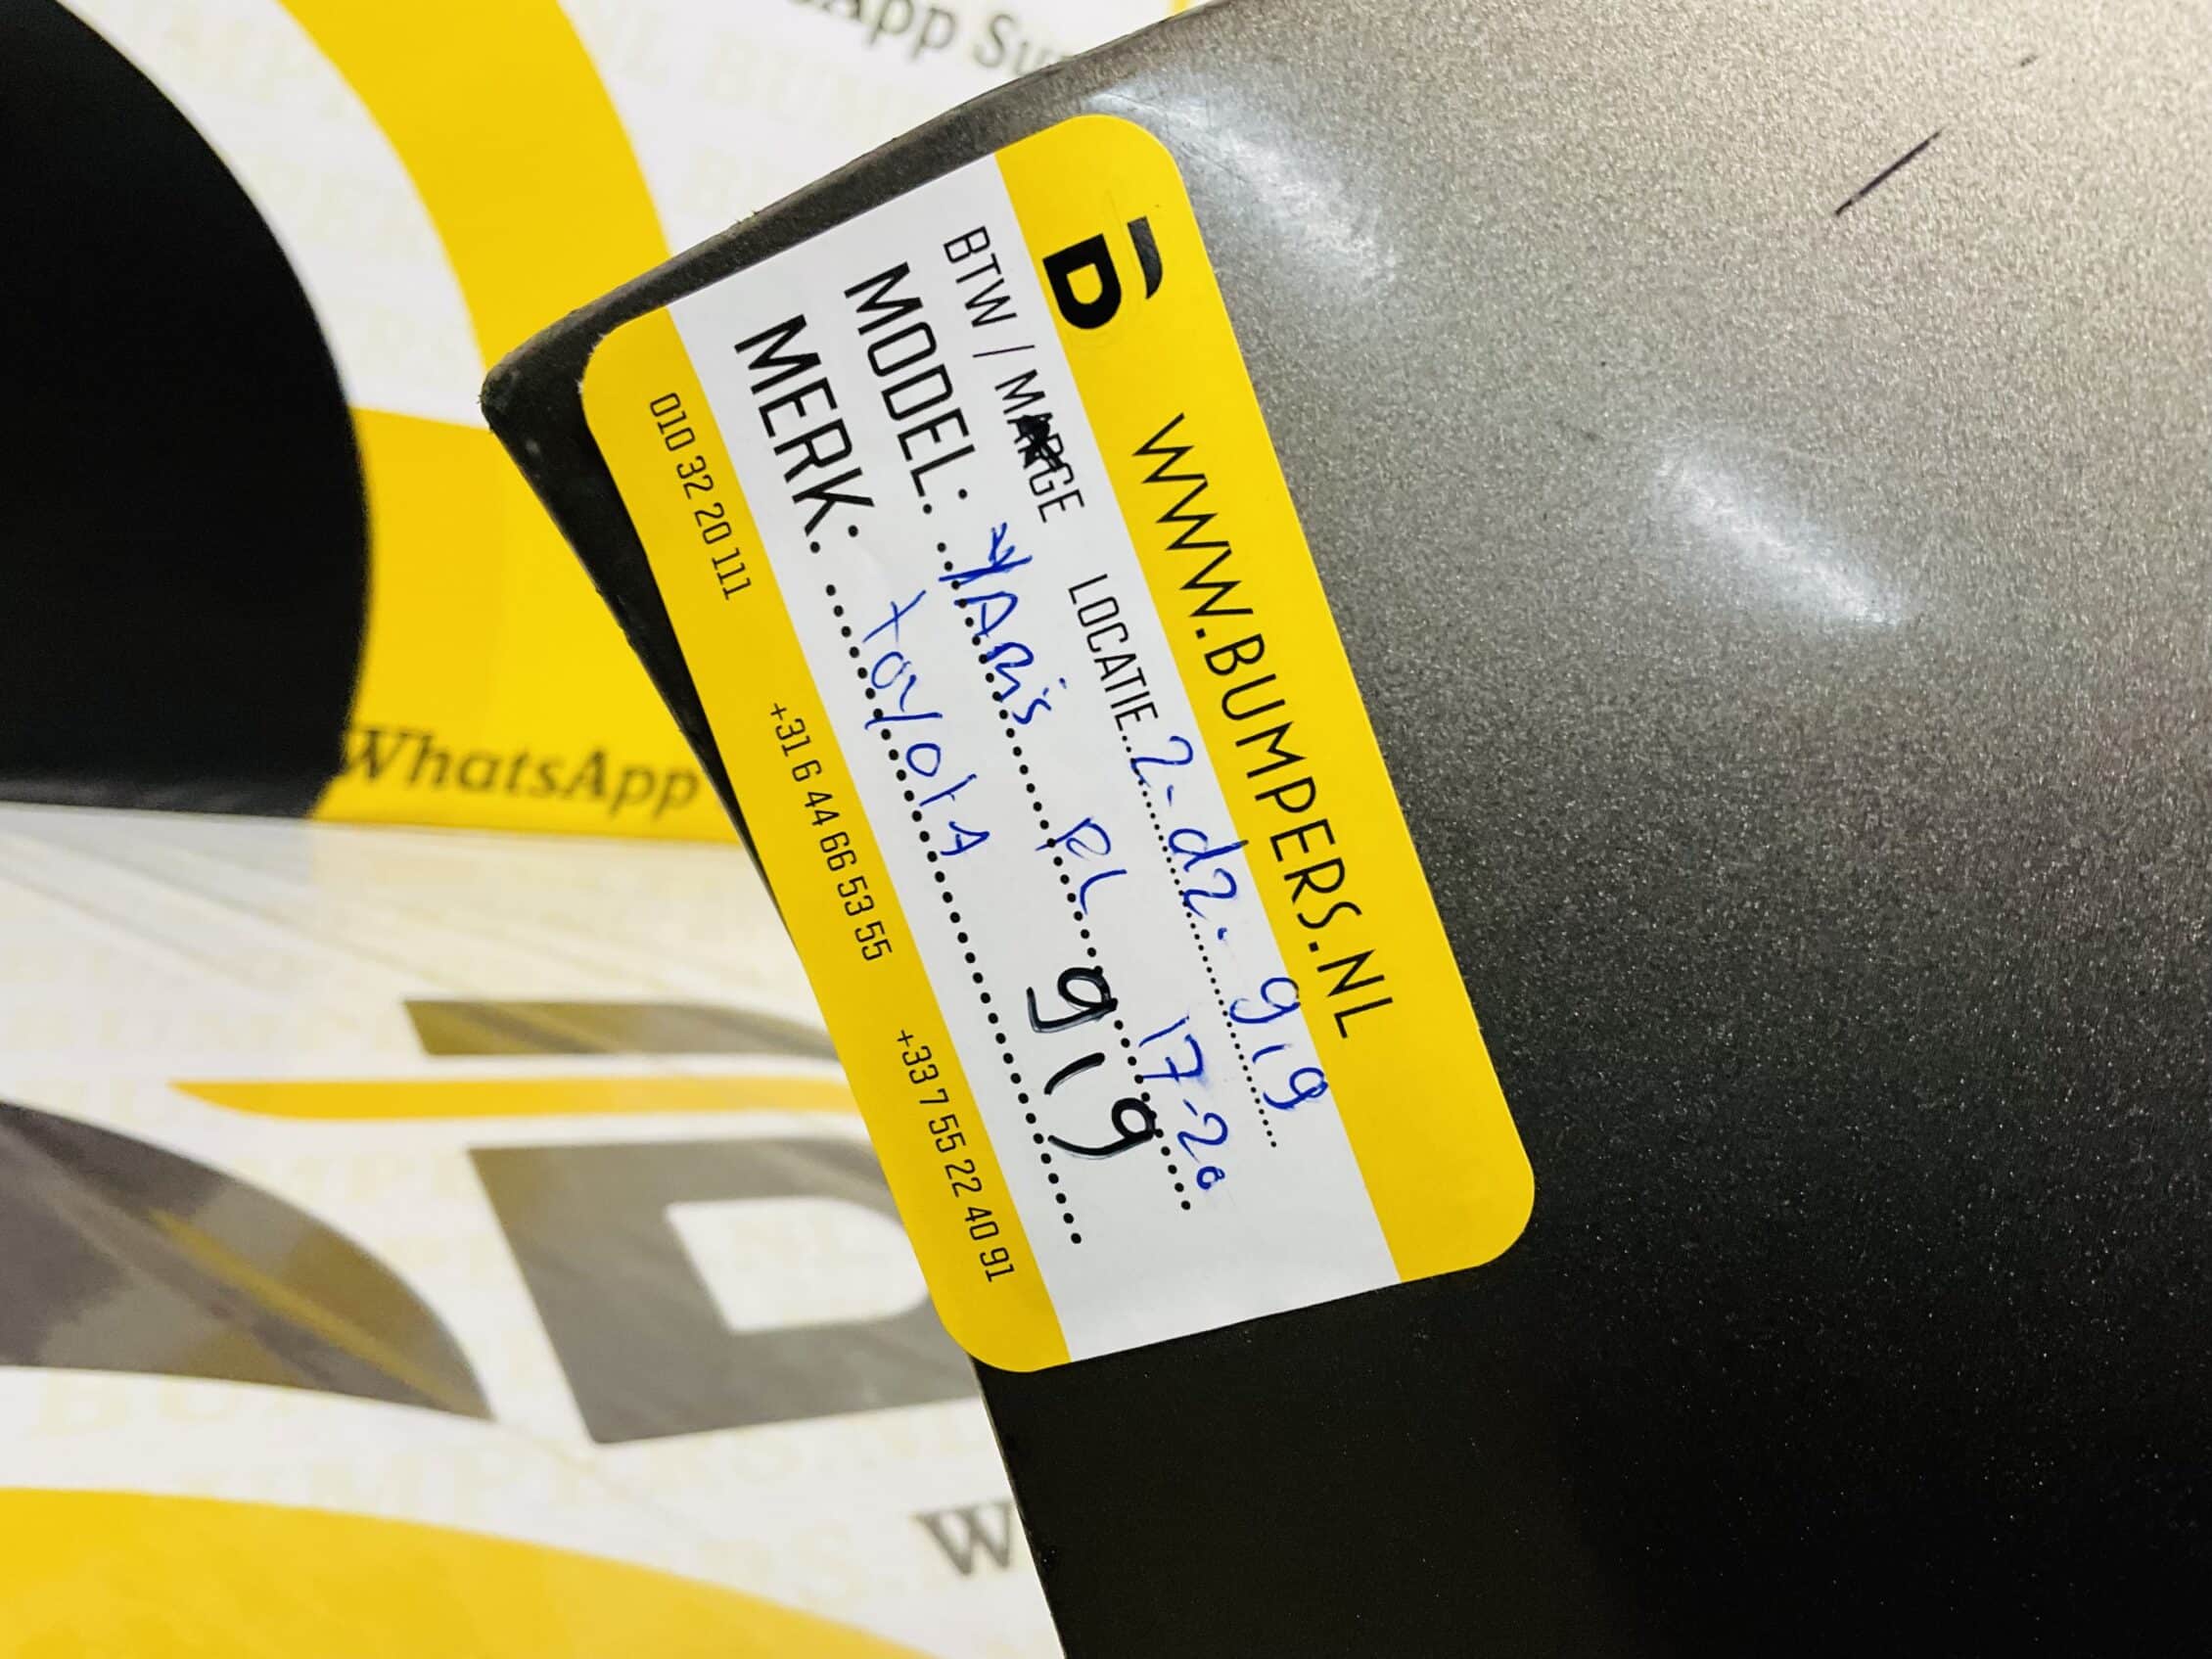 WWW.BUMPERS.NL
BTW / MARGE LOCATIE 2-d2-919
MODEL: YARis RL 919 17-20
MERK: toyotA
010 32 20 111 +31 6 44 66 53 55 +33 7 55 22 40 91
WhatsApp